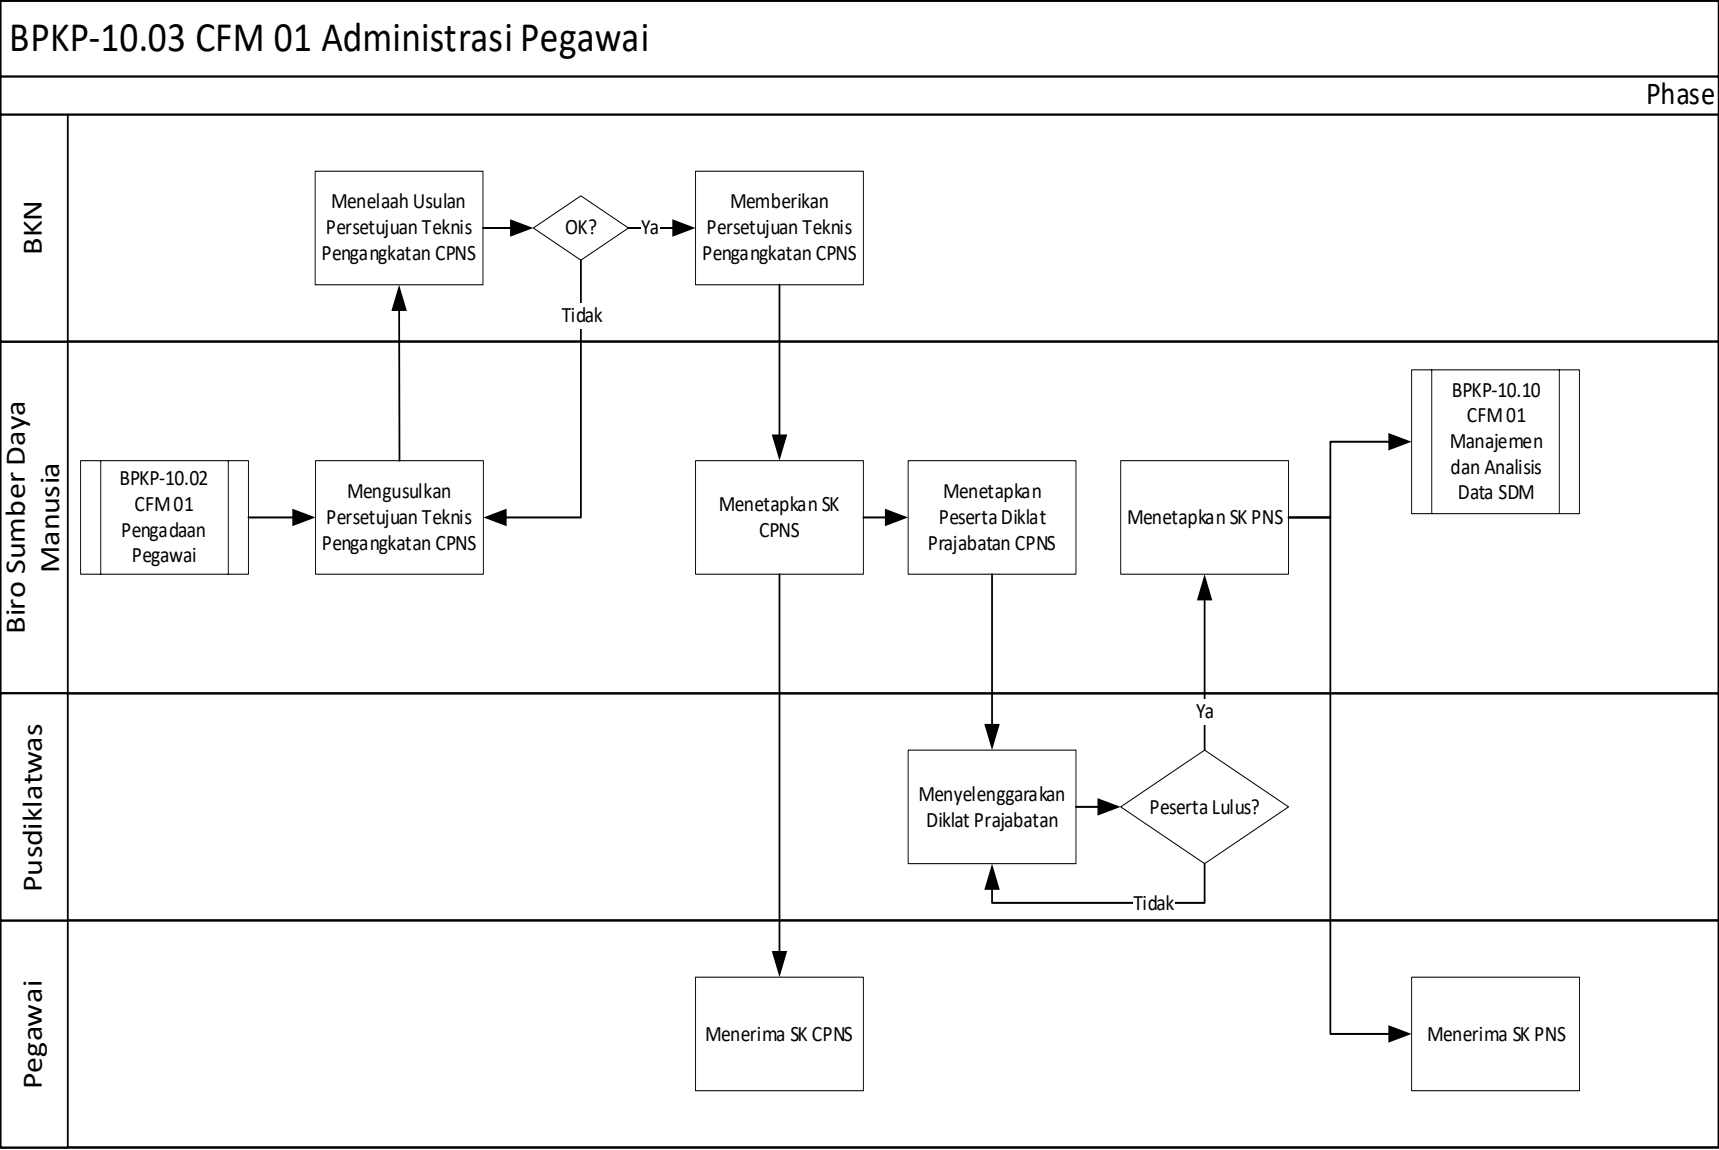 BPKP-10.03 CFM 01 Administrasi Pegawai
Phase
BKN
Menelaah Usulan
Persetujuan Teknis
Pengangkatan CPNS
OK?
Ya
Memberikan
Persetujuan Teknis
Pengangkatan CPNS
Tidak
Biro Sumber Daya
Manusia
BPKP-10.02
CFM 01
Pengadaan
Pegawai
Mengusulkan
Persetujuan Teknis
Pengangkatan CPNS
Menetapkan SK
CPNS
Menetapkan
Peserta Diklat
Prajabatan CPNS
Menetapkan SK PNS
BPKP-10.10
CFM 01
Manajemen
dan Analisis
Data SDM
Pusdiklatwas
Ya
Menyelenggarakan
Diklat Prajabatan
Peserta Lulus?
Tidak
Pegawai
Menerima SK CPNS
Menerima SK PNS